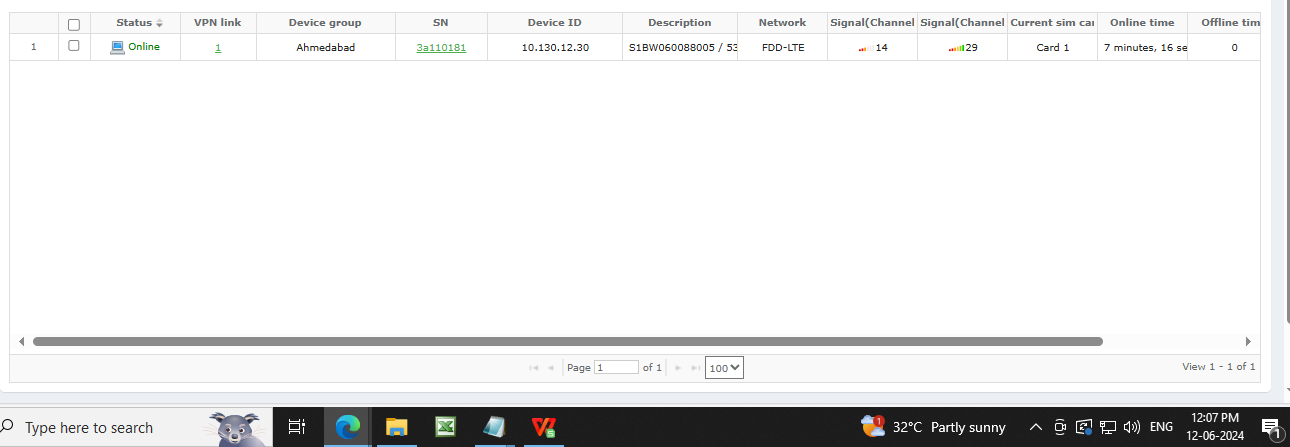 Status VPN link Device group SN Device ID Description Network Signal(Channel Signal(Channel Current sim car Online time Offline tim
1 Online 1 Ahmedabad 3a110181 10.130.12.30 S1BW060088005 / 53 FDD-LTE 14 29 Card 1 7 minutes, 16 se 0
Page 1 of 1 100 View 1 - 1 of 1
Type here to search 1 32°C Partly sunny ENG 12:07 PM 1
12-06-2024